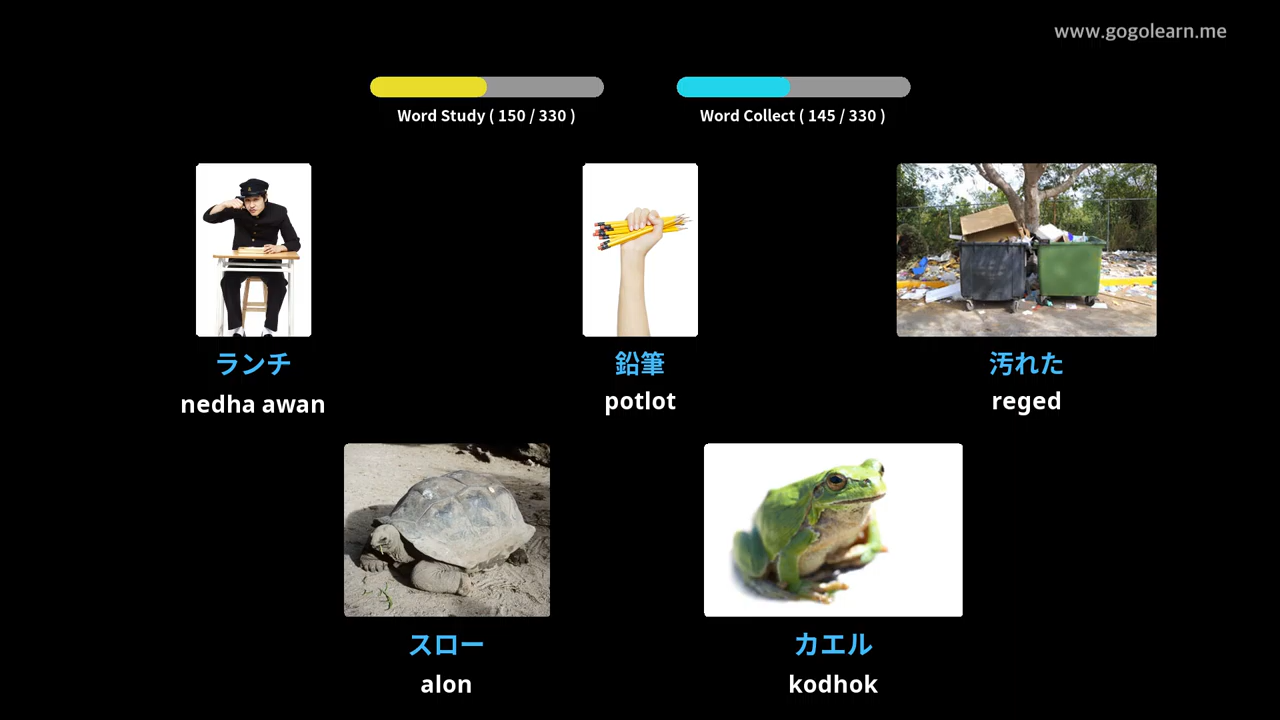 www.gogolearn.me
Word Study ( 150 / 330 )
Word Collect ( 145 / 330 )
ランチ
nedha awan
鉛筆
potlot
汚れた
reged
スロー
alon
カエル
kodhok